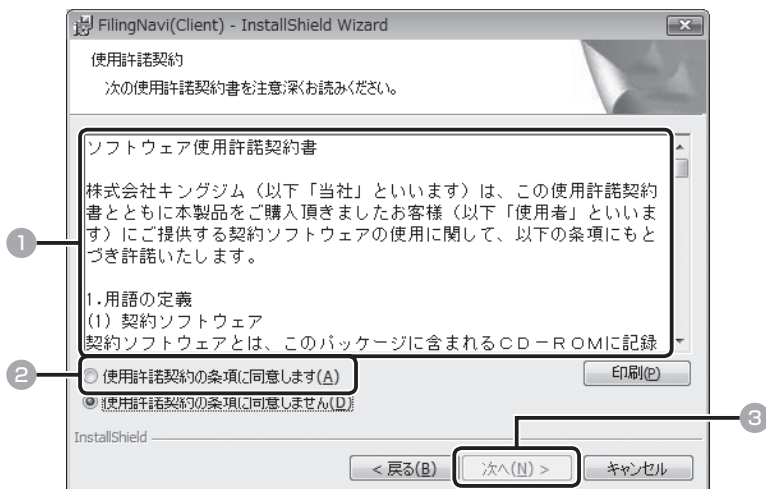 FilingNavi(Client) - InstallShield Wizard
使用許諾契約
次の使用許諾契約書を注意深くお読みください。
ソフトウェア使用許諾契約書
株式会社キングジム（以下「当社」といいます）は、この使用許諾契約
書とともに本製品をご購入頂きましたお客様（以下「使用者」といいま
す）にご提供する契約ソフトウェアの使用に関して、以下の条項にもと
づき許諾いたします。
1.用語の定義
(1) 契約ソフトウェア
契約ソフトウェアとは、このパッケージに含まれるＣＤ－ＲＯＭに記録
1
2
使用許諾契約の条項に同意します(A)
印刷(P)
使用許諾契約の条項に同意しません(D)
3
InstallShield
< 戻る(B)
次へ(N) >
キャンセル